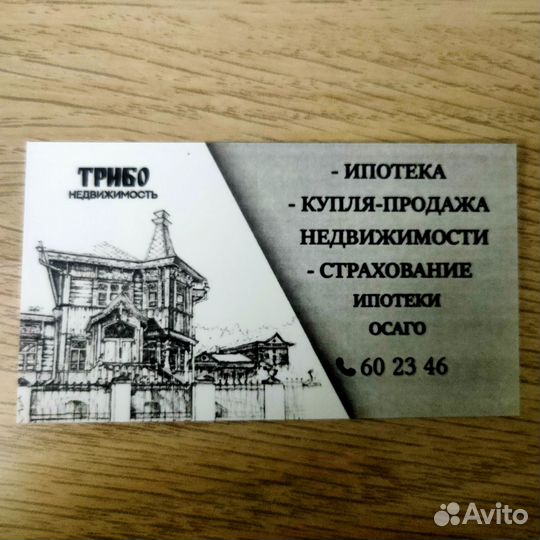 ТРИБО
НЕДВИЖИМОСТЬ
- ИПОТЕКА
- КУПЛЯ-ПРОДАЖА
НЕДВИЖИМОСТИ
- СТРАХОВАНИЕ
ИПОТЕКИ
ОСАГО
60 23 46
Avito